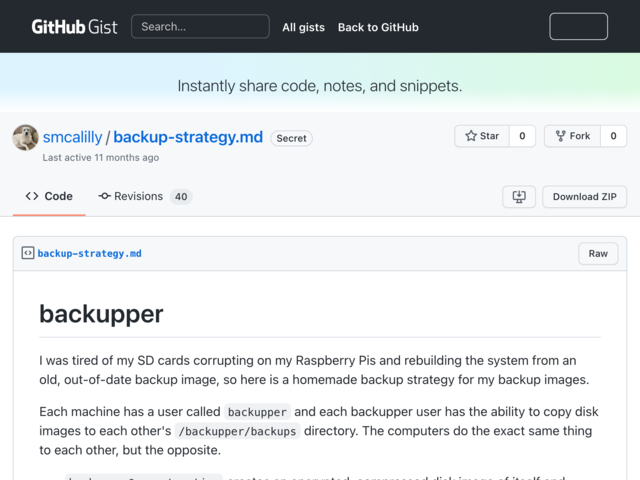 GitHub Gist Search... All gists Back to GitHub
Instantly share code, notes, and snippets.
smcalilly / backup-strategy.md Secret
Star 0 Fork 0
Last active 11 months ago
Code Revisions 40 Download ZIP
backup-strategy.md Raw
backupper
I was tired of my SD cards corrupting on my Raspberry Pis and rebuilding the system from an
old, out-of-date backup image, so here is a homemade backup strategy for my backup images.
Each machine has a user called backupper and each backupper user has the ability to copy disk
images to each other's /backupper/backups directory. The computers do the exact same thing
to each other, but the opposite.